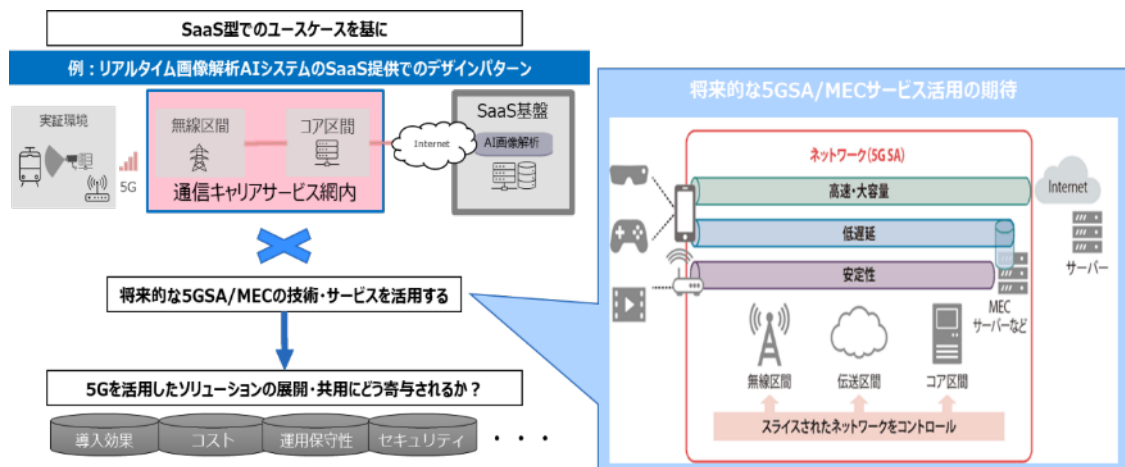 SaaS型でのユースケースを基に
例：リアルタイム画像解析AIシステムのSaaS提供でのデザインパターン
実証環境
5G
無線区間
コア区間
通信キャリアサービス網内
Internet
SaaS基盤
AI画像解析
将来的な5GSA/MECの技術・サービスを活用する
5Gを活用したソリューションの展開・共用にどう寄与されるか？
導入効果
コスト
運用保守性
セキュリティ
・・・
将来的な5GSA/MECサービス活用の期待
ネットワーク(5G SA)
高速・大容量
低遅延
安定性
Internet
サーバー
MEC
サーバーなど
無線区間
伝送区間
コア区間
スライスされたネットワークをコントロール